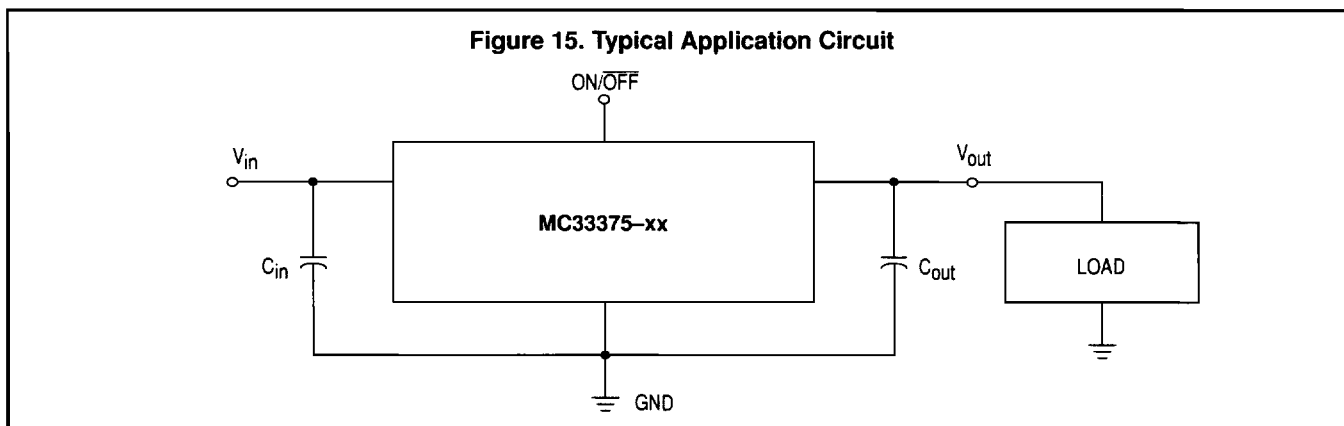 Figure 15. Typical Application Circuit
ON/OFF
Vin
Vout
MC33375–xx
Cin
Cout
LOAD
GND